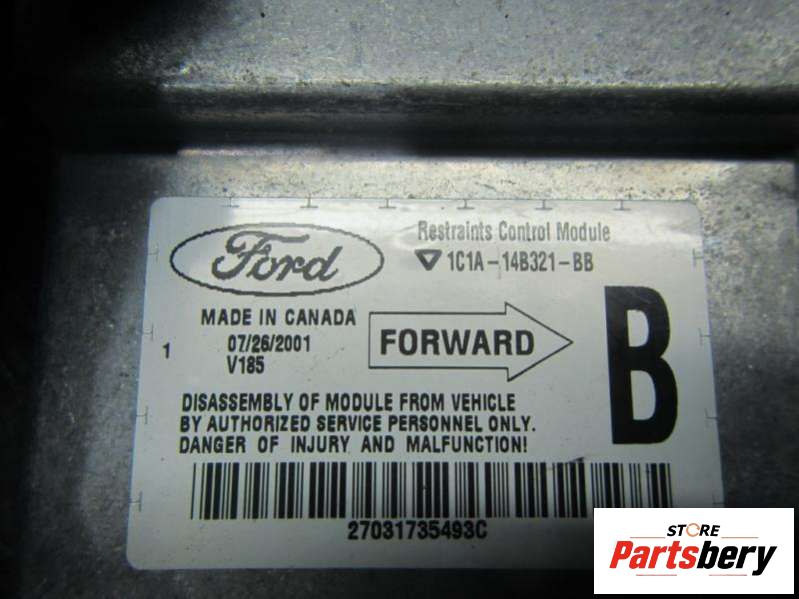 Ford
Restraints Control Module
1C1A-14B321-BB
MADE IN CANADA
07/26/2001
V185
1
FORWARD
B
DISASSEMBLY OF MODULE FROM VEHICLE
BY AUTHORIZED SERVICE PERSONNEL ONLY.
DANGER OF INJURY AND MALFUNCTION!
27031735493C
STORE
Partsbery